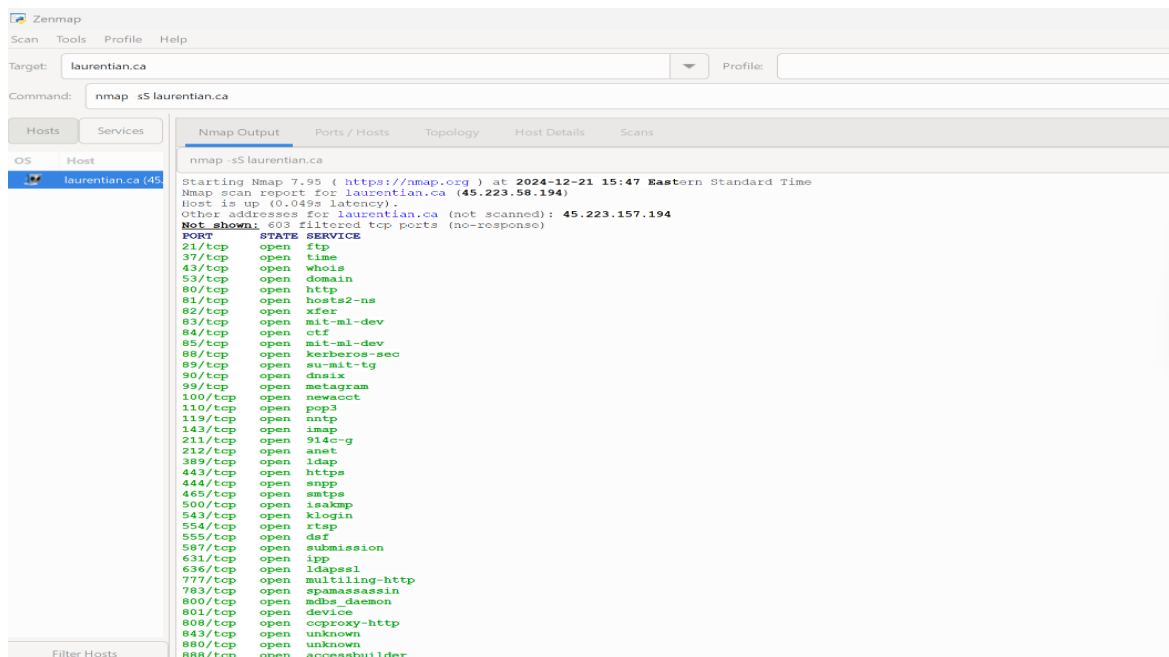 Zenmap
Scan Tools Profile Help
Target: laurentian.ca Profile:
Command: nmap sS laurentian.ca
Hosts Services
Nmap Output Ports / Hosts Topology Host Details Scans
OS Host
nmap -sS laurentian.ca
laurentian.ca (45.
Starting Nmap 7.95 ( https://nmap.org ) at 2024-12-21 15:47 Eastern Standard Time
Nmap scan report for laurentian.ca (45.223.58.194)
Host is up (0.049s latency).
Other addresses for laurentian.ca (not scanned): 45.223.157.194
Not shown: 603 filtered tcp ports (no-response)
PORT STATE SERVICE
21/tcp open ftp
37/tcp open time
43/tcp open whois
53/tcp open domain
80/tcp open http
81/tcp open hosts2-ns
82/tcp open xfer
83/tcp open mit-ml-dev
84/tcp open ctf
85/tcp open mit-ml-dev
88/tcp open kerberos-sec
89/tcp open su-mit-tg
90/tcp open dnsix
99/tcp open metagram
100/tcp open newacct
110/tcp open pop3
119/tcp open nntp
143/tcp open imap
211/tcp open 914c-g
212/tcp open anet
389/tcp open ldap
443/tcp open https
444/tcp open snpp
465/tcp open smtps
500/tcp open isakmp
543/tcp open klogin
554/tcp open rtsp
555/tcp open dsf
587/tcp open submission
631/tcp open ipp
636/tcp open ldapssl
777/tcp open multiling-http
783/tcp open spamassassin
800/tcp open mdbs_daemon
801/tcp open device
808/tcp open ccproxy-http
843/tcp open unknown
880/tcp open unknown
888/tcp open accessbuilder
Filter Hosts